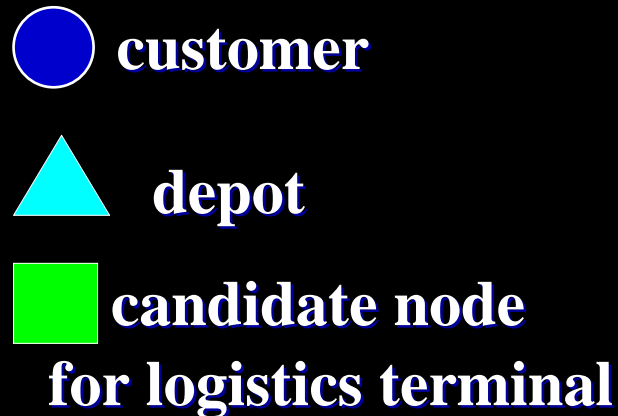 customer
depot
candidate node
for logistics terminal